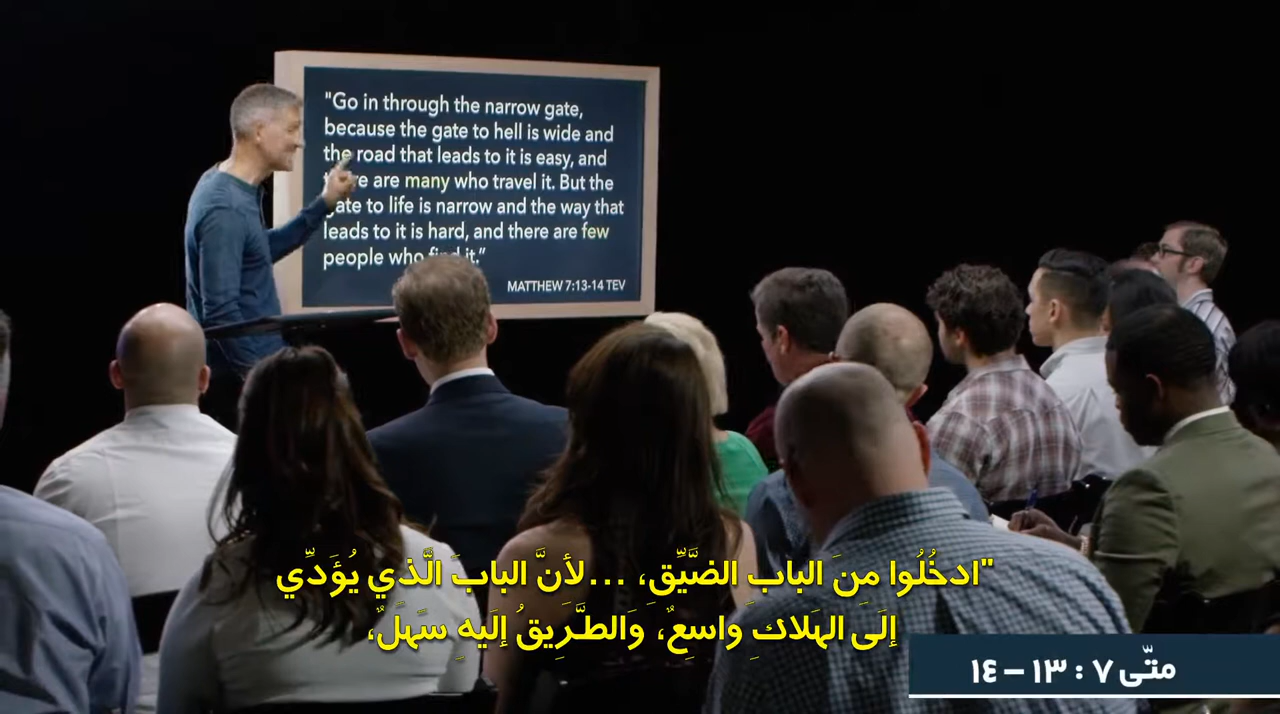 "Go in through the narrow gate,
because the gate to hell is wide and
the road that leads to it is easy, and
are many who travel it. But the
gate to life is narrow and the way that
leads to it is hard, and there are few
people who find it."
MATTHEW 7:13-14 TEV
"ادخُلُوا مِنَ البابِ الضَّيِّقِ، ...لأنَّ البابَ الَّذِي يُؤَدِّي
إلَى الهَلاكِ واسِعٌ، وَالطَّرِيقُ إلَيهِ سَهلٌ،
متّى ٧ : ١٣ – ١٤